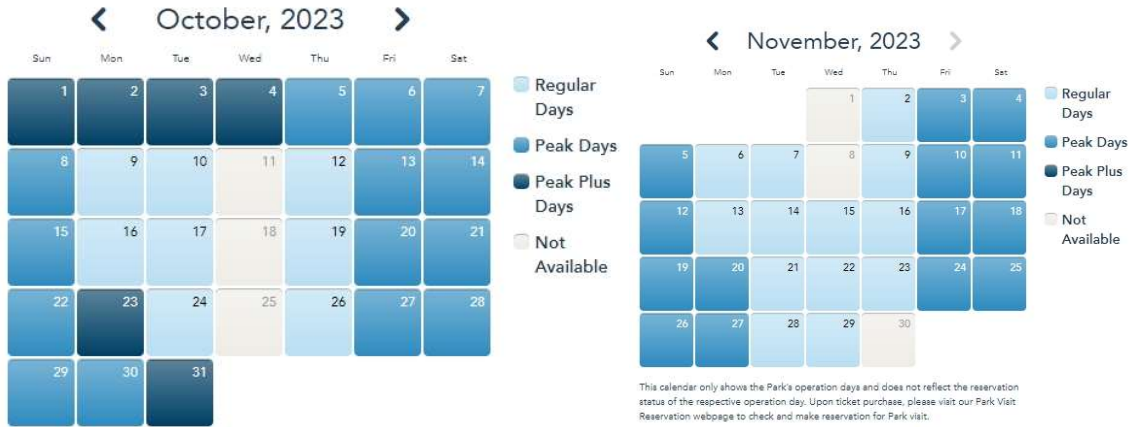 October, 2023
Sun Mon Tue Wed Thu Fri Sat
1 2 3 4 5 6 7
8 9 10 11 12 13 14
15 16 17 18 19 20 21
22 23 24 25 26 27 28
29 30 31
Regular
Days
Peak Days
Peak Plus
Days
Not
Available
November, 2023
Sun Mon Tue Wed Thu Fri Sat
1 2 3 4
5 6 7 8 9 10 11
12 13 14 15 16 17 18
19 20 21 22 23 24 25
26 27 28 29 30
Regular
Days
Peak Days
Peak Plus
Days
Not
Available
This calendar only shows the Park's operation days and does not reflect the reservation
status of the respective operation day. Upon ticket purchase, please visit our Park Visit
Reservation webpage to check and make reservation for Park visit.